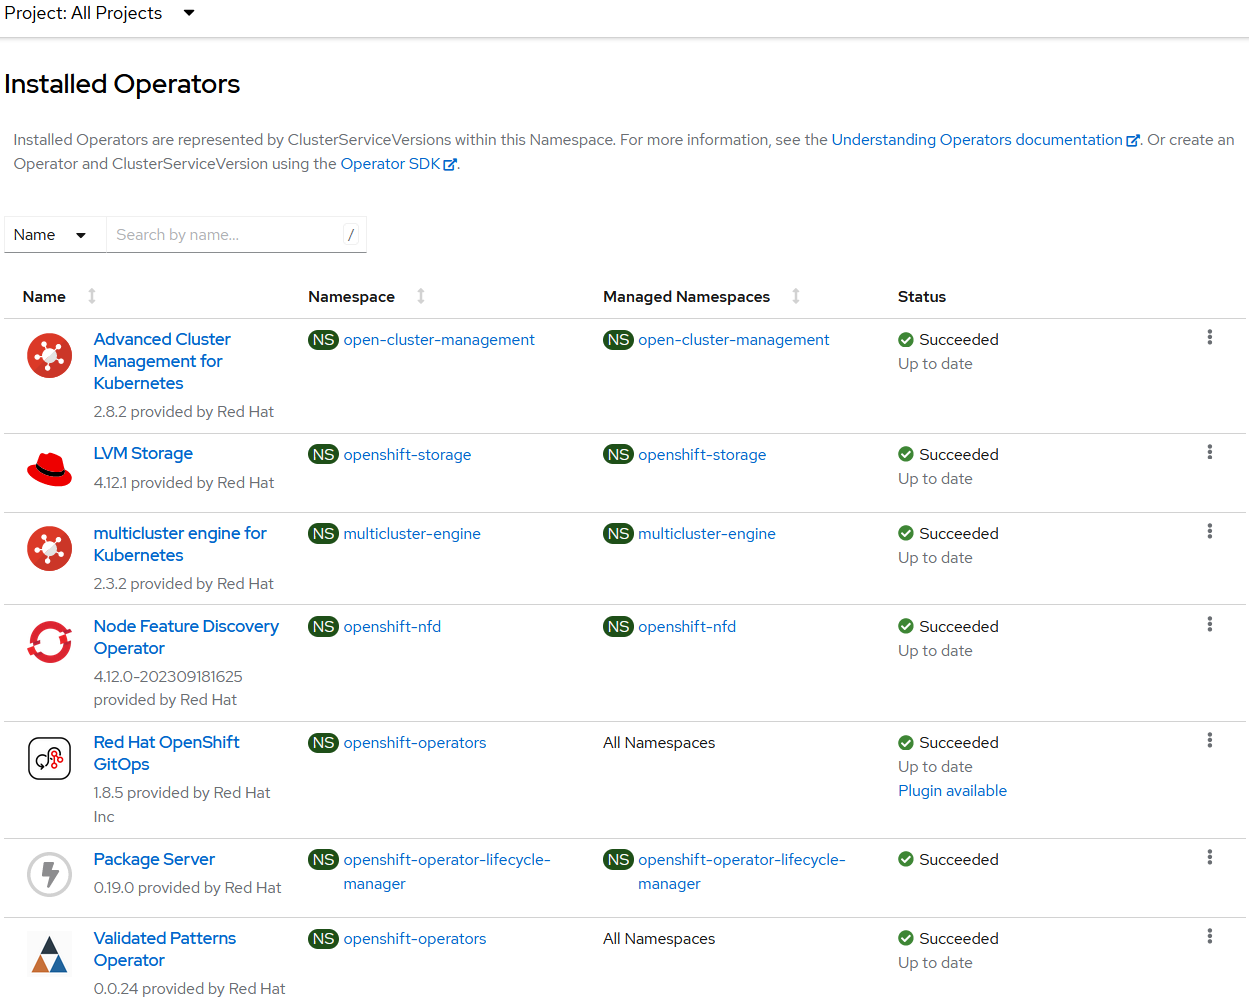 Project: All Projects
Installed Operators
Installed Operators are represented by ClusterServiceVersions within this Namespace. For more information, see the Understanding Operators documentation. Or create an
Operator and ClusterServiceVersion using the Operator SDK.
Name Search by name... /
Name Namespace Managed Namespaces Status
Advanced Cluster NS open-cluster-management NS open-cluster-management Succeeded
Management for Up to date
Kubernetes
2.8.2 provided by Red Hat
LVM Storage NS openshift-storage NS openshift-storage Succeeded
4.12.1 provided by Red Hat Up to date
multicluster engine for NS multicluster-engine NS multicluster-engine Succeeded
Kubernetes Up to date
2.3.2 provided by Red Hat
Node Feature Discovery NS openshift-nfd NS openshift-nfd Succeeded
Operator Up to date
4.12.0-202309181625
provided by Red Hat
Red Hat OpenShift NS openshift-operators All Namespaces Succeeded
GitOps Up to date
1.8.5 provided by Red Hat Plugin available
Inc
Package Server NS openshift-operator-lifecycle- NS openshift-operator-lifecycle- Succeeded
0.19.0 provided by Red Hat manager manager
Validated Patterns NS openshift-operators All Namespaces Succeeded
Operator Up to date
0.0.24 provided by Red Hat